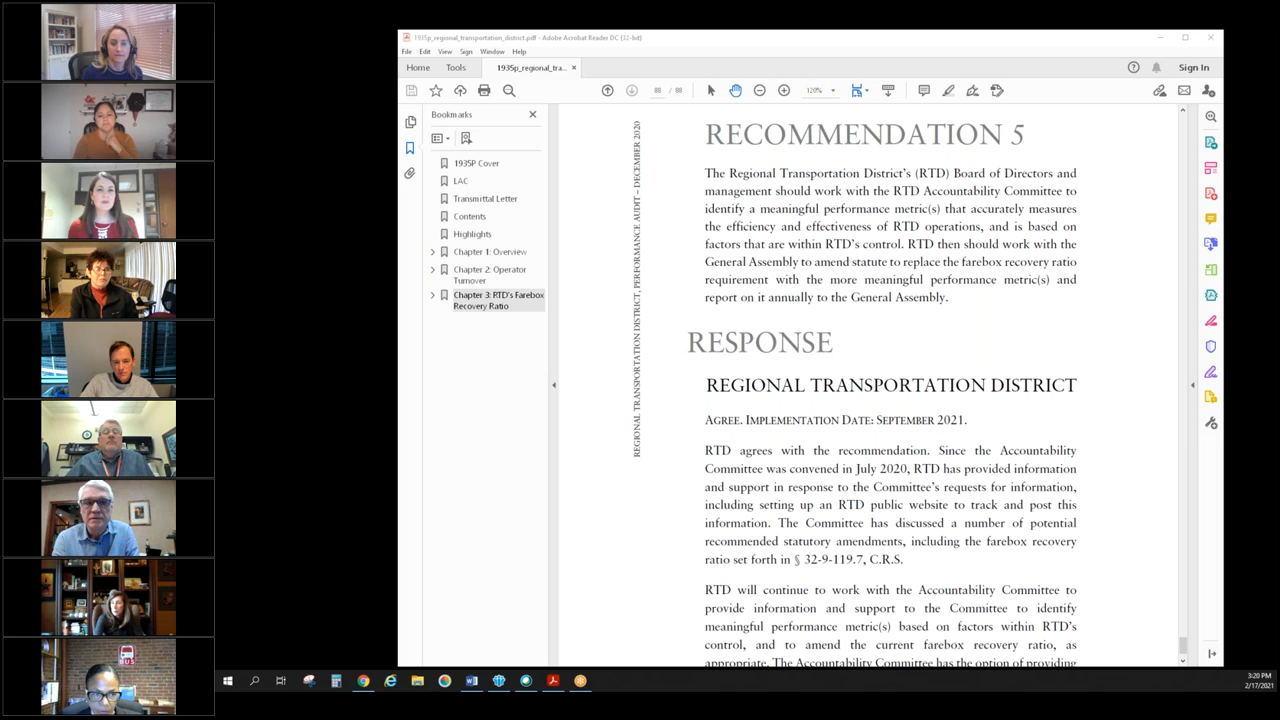 1935p_regional_transportation_district.pdf - Adobe Acrobat Reader DC (32-bit)
File Edit View Sign Window Help
Home Tools 1935p_regional_tra... × Sign In
88 / 88 120%
Bookmarks
1935P Cover
LAC
Transmittal Letter
Contents
Highlights
Chapter 1: Overview
Chapter 2: Operator
Turnover
Chapter 3: RTD's Farebox
Recovery Ratio
REGIONAL TRANSPORTATION DISTRICT, PERFORMANCE AUDIT – DECEMBER 2020
RECOMMENDATION 5
The Regional Transportation District's (RTD) Board of Directors and
management should work with the RTD Accountability Committee to
identify a meaningful performance metric(s) that accurately measures
the efficiency and effectiveness of RTD operations, and is based on
factors that are within RTD's control. RTD then should work with the
General Assembly to amend statute to replace the farebox recovery ratio
requirement with the more meaningful performance metric(s) and
report on it annually to the General Assembly.
RESPONSE
REGIONAL TRANSPORTATION DISTRICT
AGREE. IMPLEMENTATION DATE: SEPTEMBER 2021.
RTD agrees with the recommendation. Since the Accountability
Committee was convened in July 2020, RTD has provided information
and support in response to the Committee's requests for information,
including setting up an RTD public website to track and post this
information. The Committee has discussed a number of potential
recommended statutory amendments, including the farebox recovery
ratio set forth in § 32-9-119.7, C.R.S.
RTD will continue to work with the Accountability Committee to
provide information and support to the Committee to identify
meaningful performance metric(s) based on factors within RTD's
control, and to amend the current farebox recovery ratio, as
BUS
3:20 PM
2/17/2021